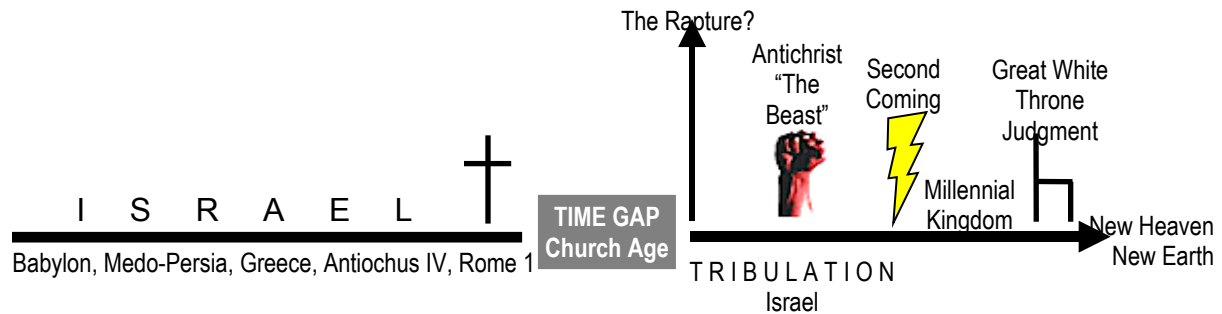 The Rapture?
Antichrist
“The
Beast”
Second
Coming
Great White
Throne
Judgment
I S R A E L
TIME GAP
Church Age
Millennial
Kingdom
New Heaven
New Earth
Babylon, Medo-Persia, Greece, Antiochus IV, Rome 1
T R I B U L A T I O N
Israel